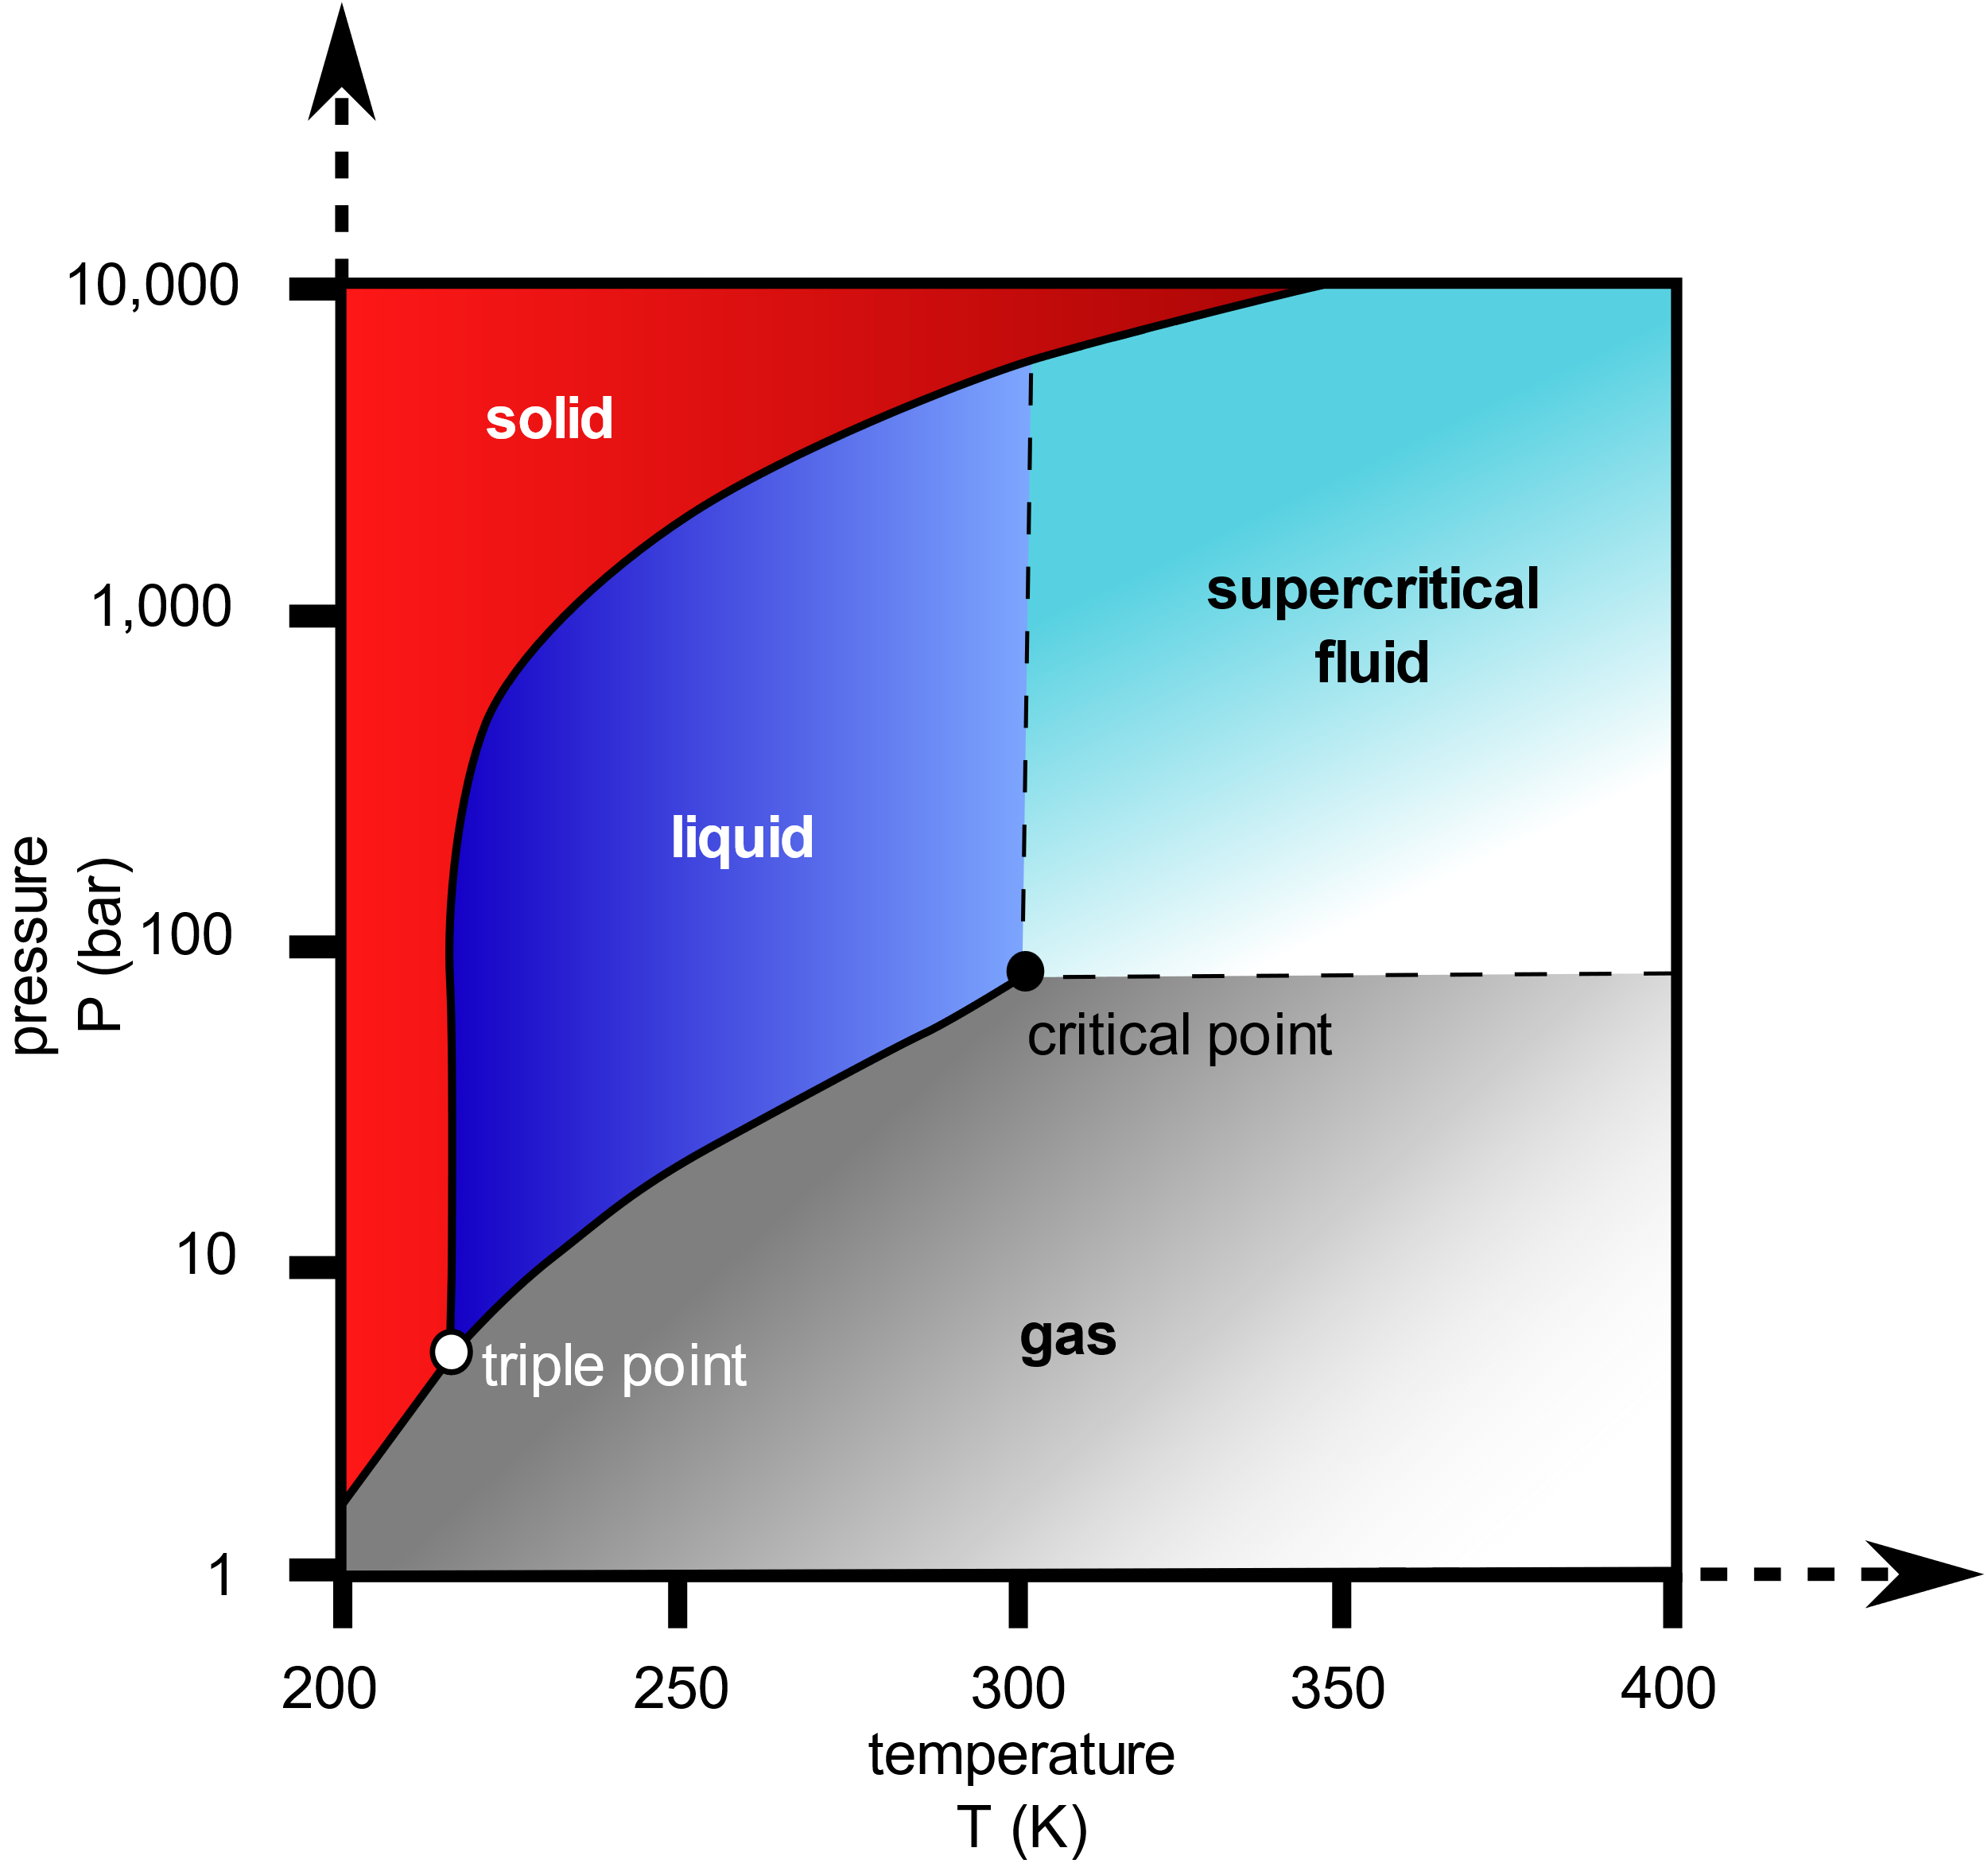 10,000
solid
supercritical
fluid
1,000
liquid
pressure
P (bar)
100
critical point
10
gas
triple point
1
200
250
300
350
400
temperature
T (K)